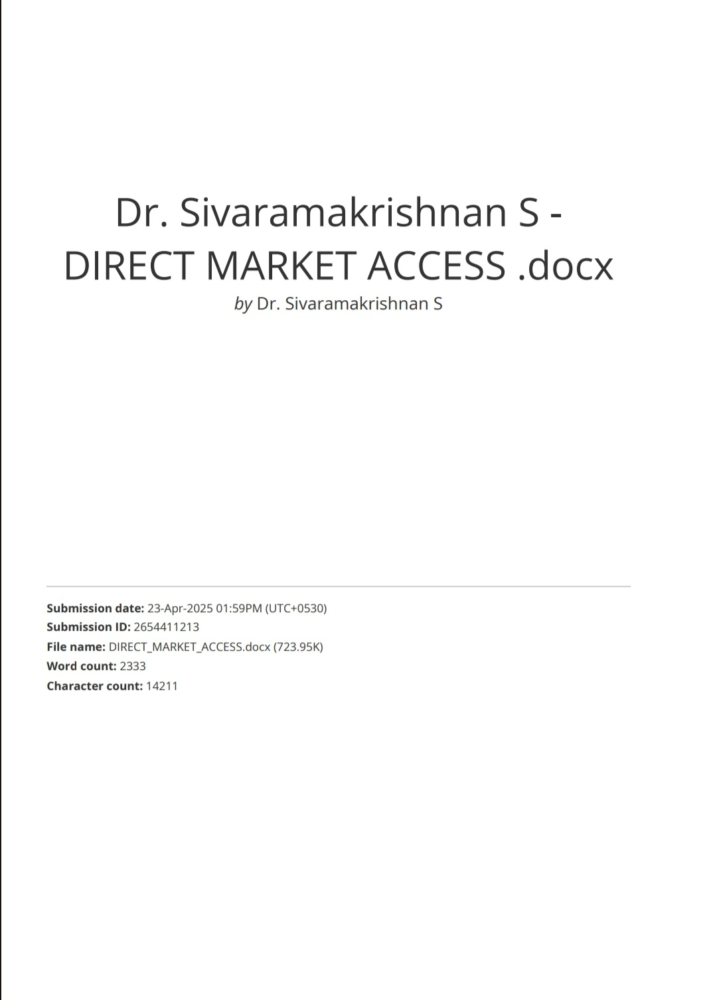 Dr. Sivaramakrishnan S -
DIRECT MARKET ACCESS .docx
by Dr. Sivaramakrishnan S
Submission date: 23-Apr-2025 01:59PM (UTC+0530)
Submission ID: 2654411213
File name: DIRECT_MARKET_ACCESS.docx (723.95K)
Word count: 2333
Character count: 14211